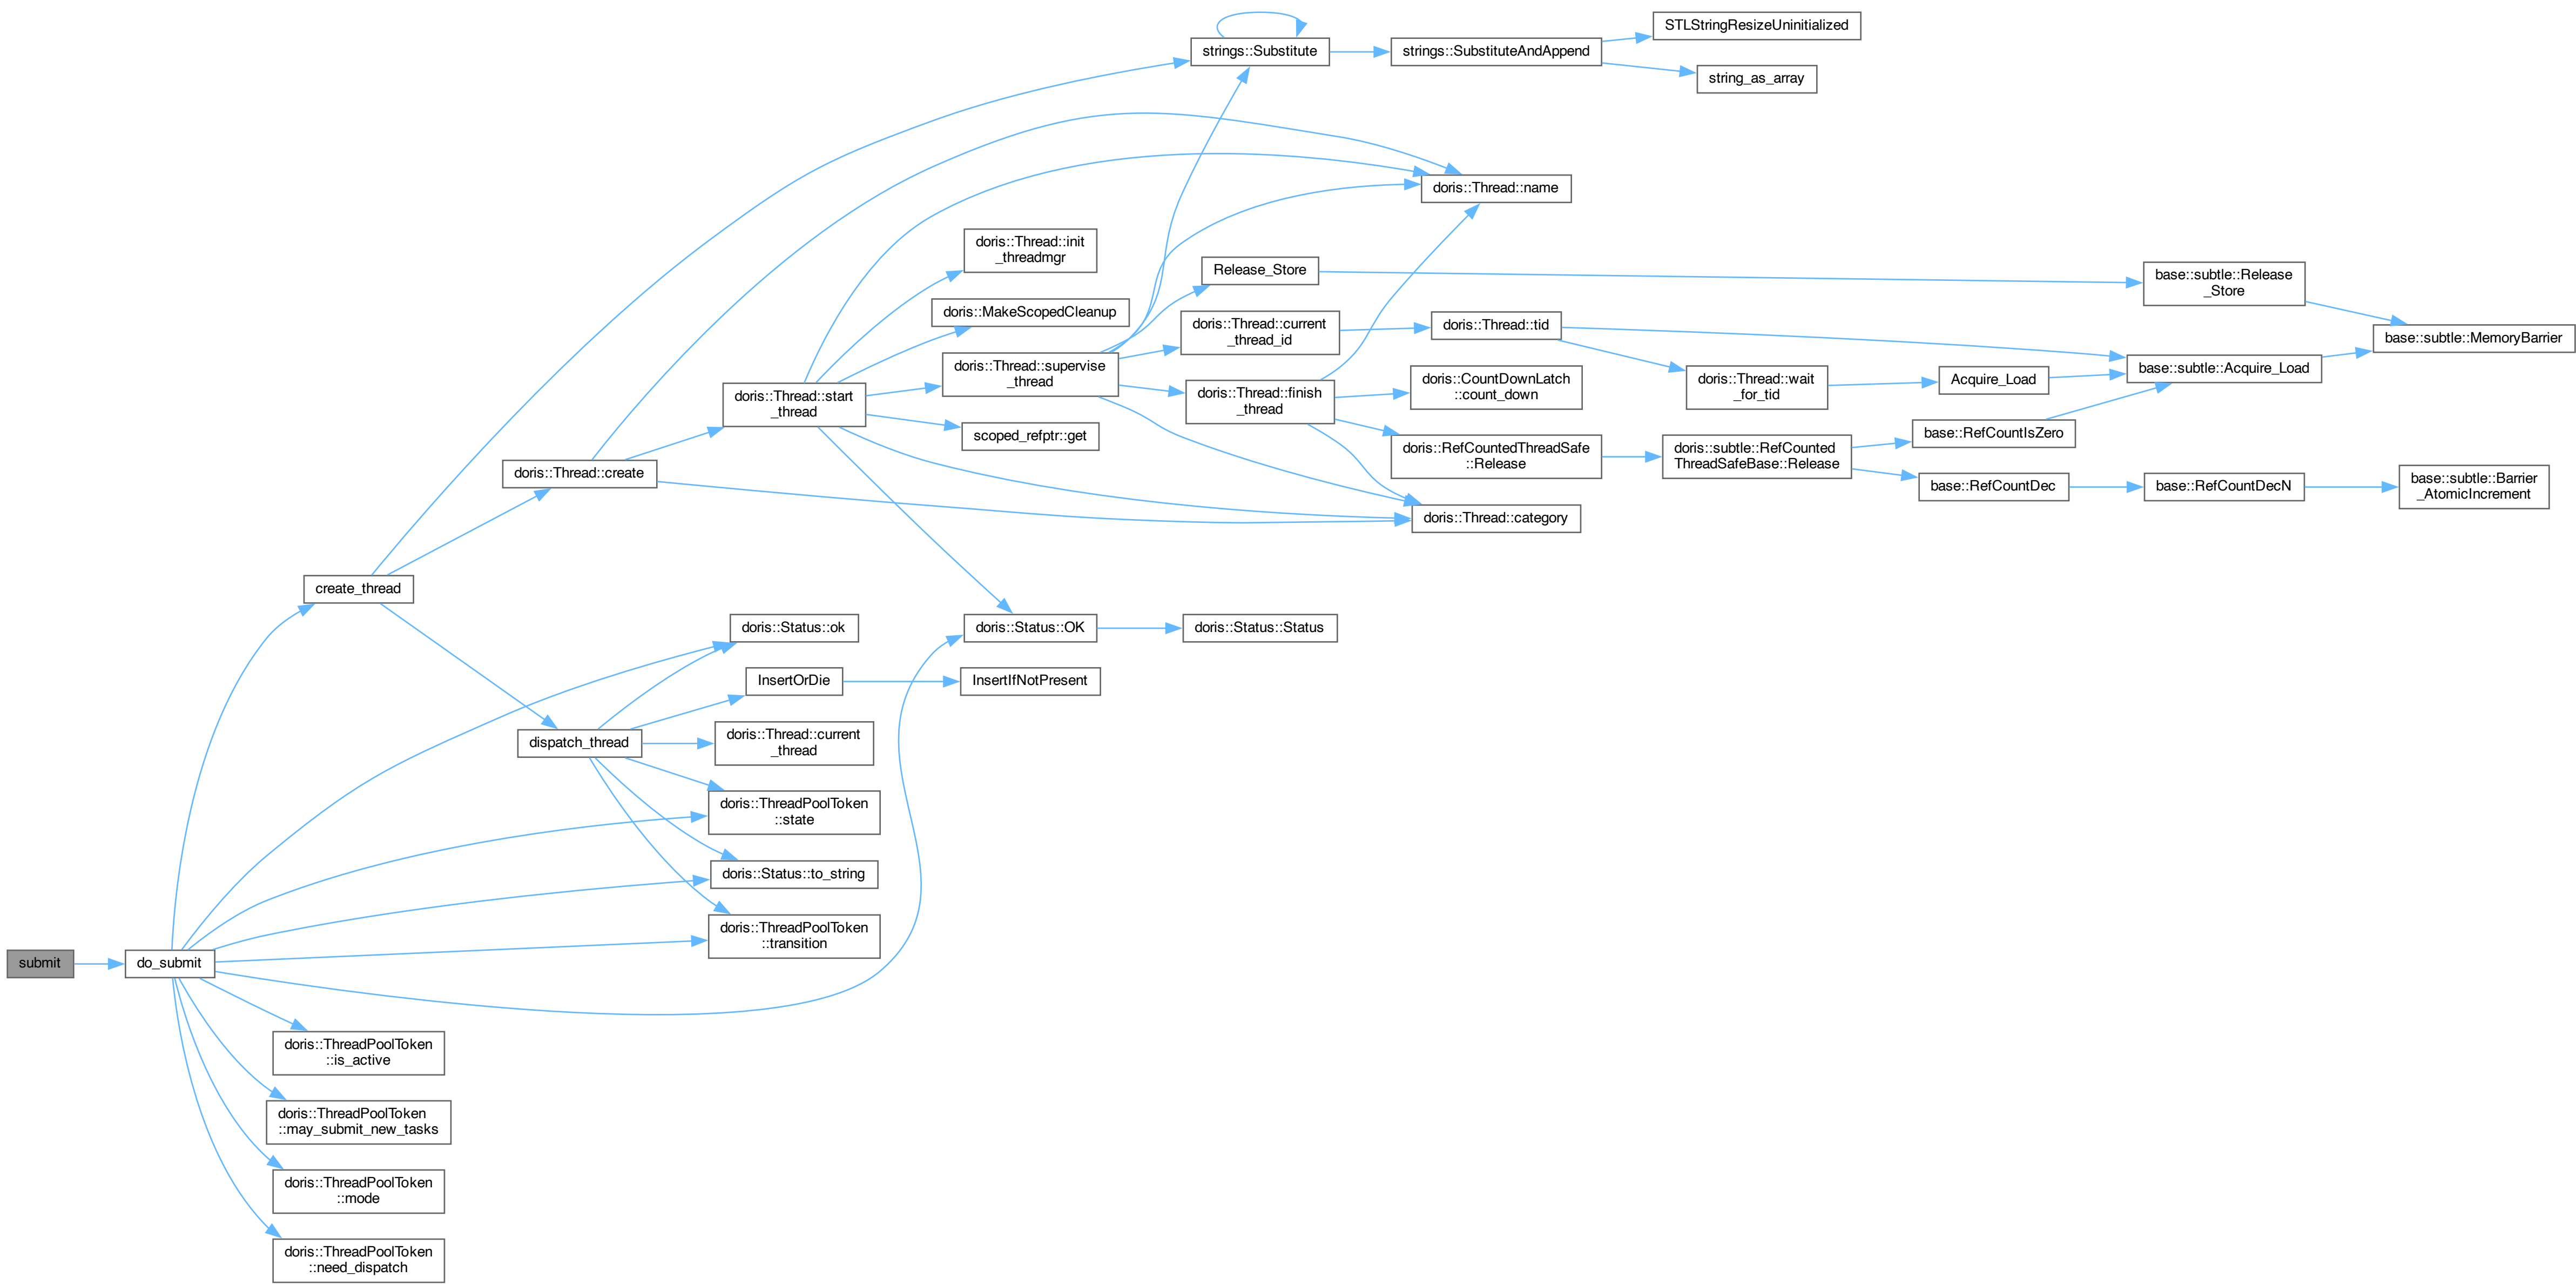 submit
do_submit
create_thread
doris::ThreadPoolToken
::is_active
doris::ThreadPoolToken
::may_submit_new_tasks
doris::ThreadPoolToken
::mode
doris::ThreadPoolToken
::need_dispatch
doris::Thread::create
dispatch_thread
doris::Thread::start
_thread
doris::Status::ok
InsertOrDie
doris::Thread::current
_thread
doris::ThreadPoolToken
::state
doris::Status::to_string
doris::ThreadPoolToken
::transition
doris::Thread::init
_threadmgr
doris::MakeScopedCleanup
doris::Thread::supervise
_thread
scoped_refptr::get
doris::Status::OK
InsertIfNotPresent
strings::Substitute
Release_Store
doris::Thread::current
_thread_id
doris::Thread::finish
_thread
doris::Status::Status
strings::SubstituteAndAppend
doris::Thread::name
doris::Thread::tid
doris::CountDownLatch
::count_down
doris::RefCountedThreadSafe
::Release
doris::Thread::category
STLStringResizeUninitialized
string_as_array
doris::Thread::wait
_for_tid
doris::subtle::RefCounted
ThreadSafeBase::Release
Acquire_Load
base::RefCountIsZero
base::RefCountDec
base::subtle::Release
_Store
base::subtle::Acquire_Load
base::RefCountDecN
base::subtle::MemoryBarrier
base::subtle::Barrier
_AtomicIncrement